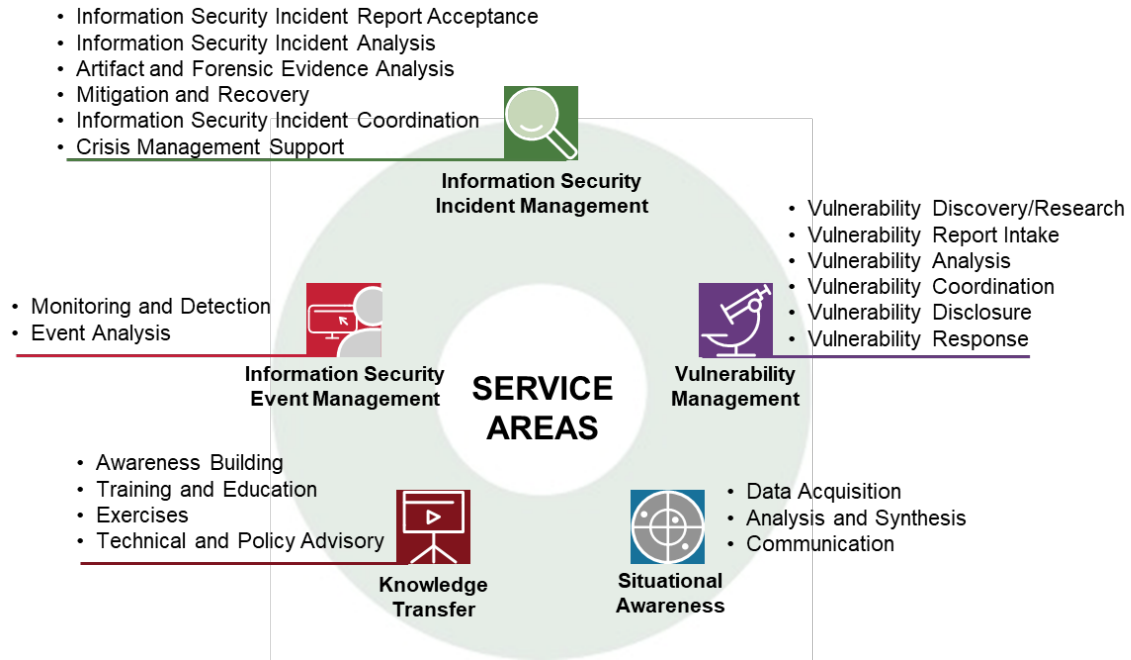 • Information Security Incident Report Acceptance
• Information Security Incident Analysis
• Artifact and Forensic Evidence Analysis
• Mitigation and Recovery
• Information Security Incident Coordination
• Crisis Management Support
Information Security
Incident Management
• Vulnerability Discovery/Research
• Vulnerability Report Intake
• Vulnerability Analysis
• Vulnerability Coordination
• Vulnerability Disclosure
• Vulnerability Response
Vulnerability
Management
• Monitoring and Detection
• Event Analysis
Information Security
Event Management
SERVICE
AREAS
• Awareness Building
• Training and Education
• Exercises
• Technical and Policy Advisory
Knowledge
Transfer
• Data Acquisition
• Analysis and Synthesis
• Communication
Situational
Awareness